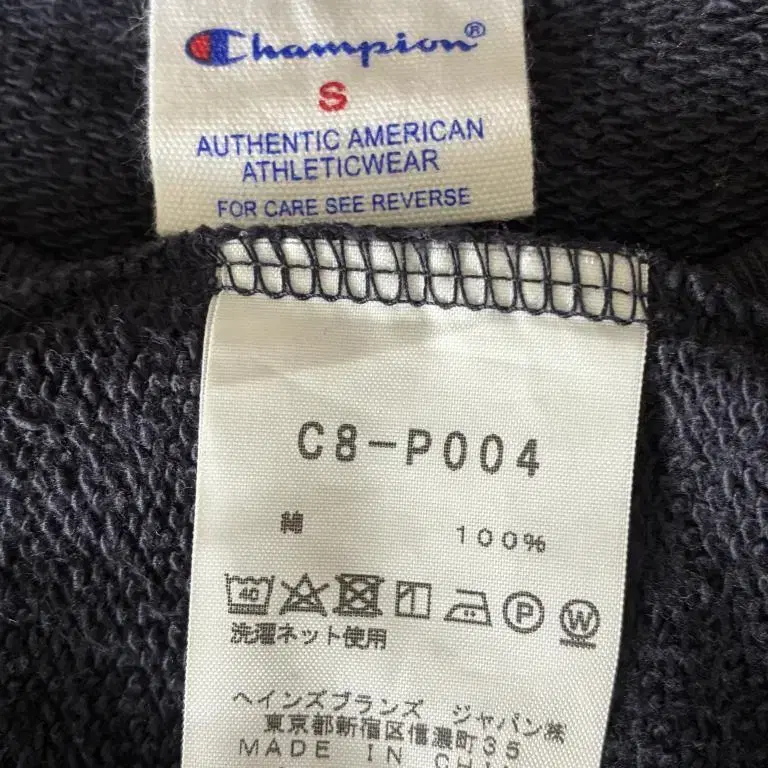 Champion®
S
AUTHENTIC AMERICAN
ATHLETICWEAR
FOR CARE SEE REVERSE
C8-P004
綿 100%
40 P W
洗濯ネット使用
ヘインズブランズ ジャパン㈱
東京都新宿区信濃町35
MADE IN